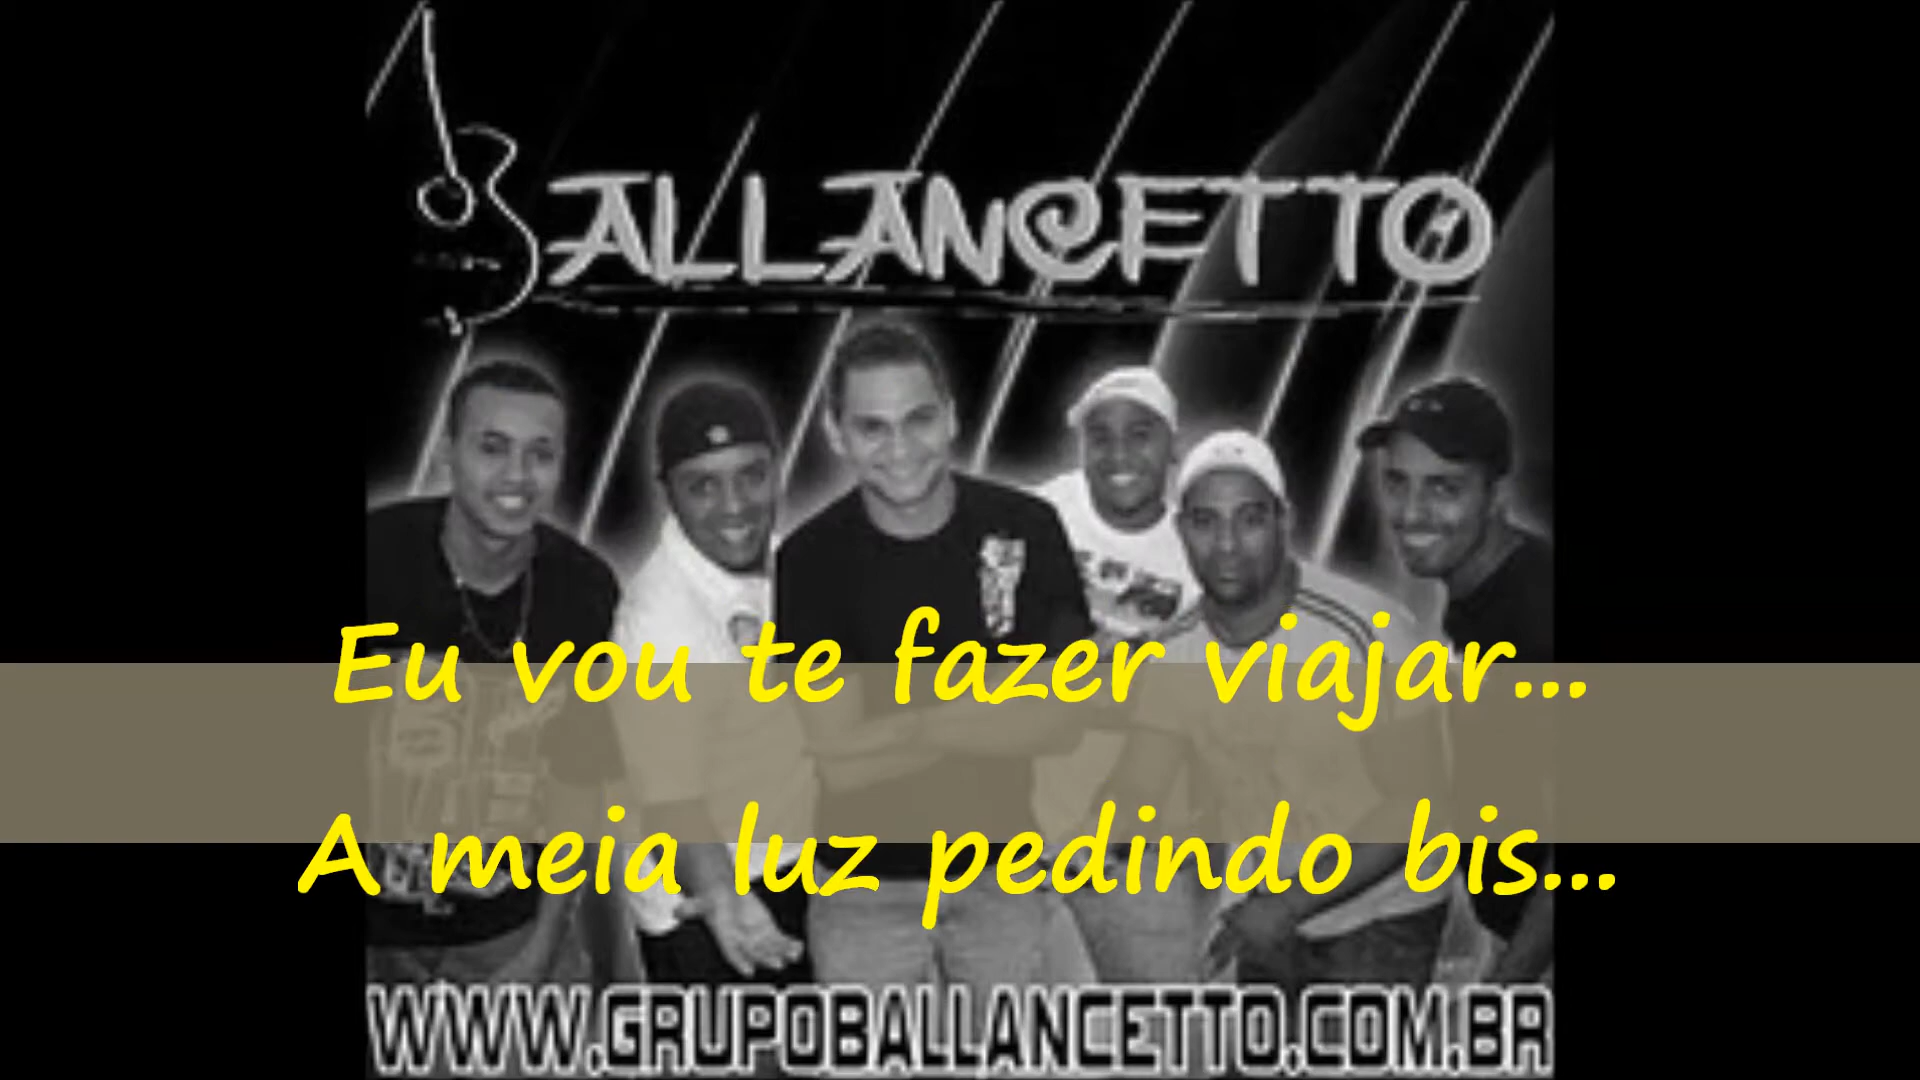 BALLANCETTO
Eu vou te fazer viajar...
A meia luz pedindo bis...
WWW.GRUPOBALLANCETTO.COM.BR